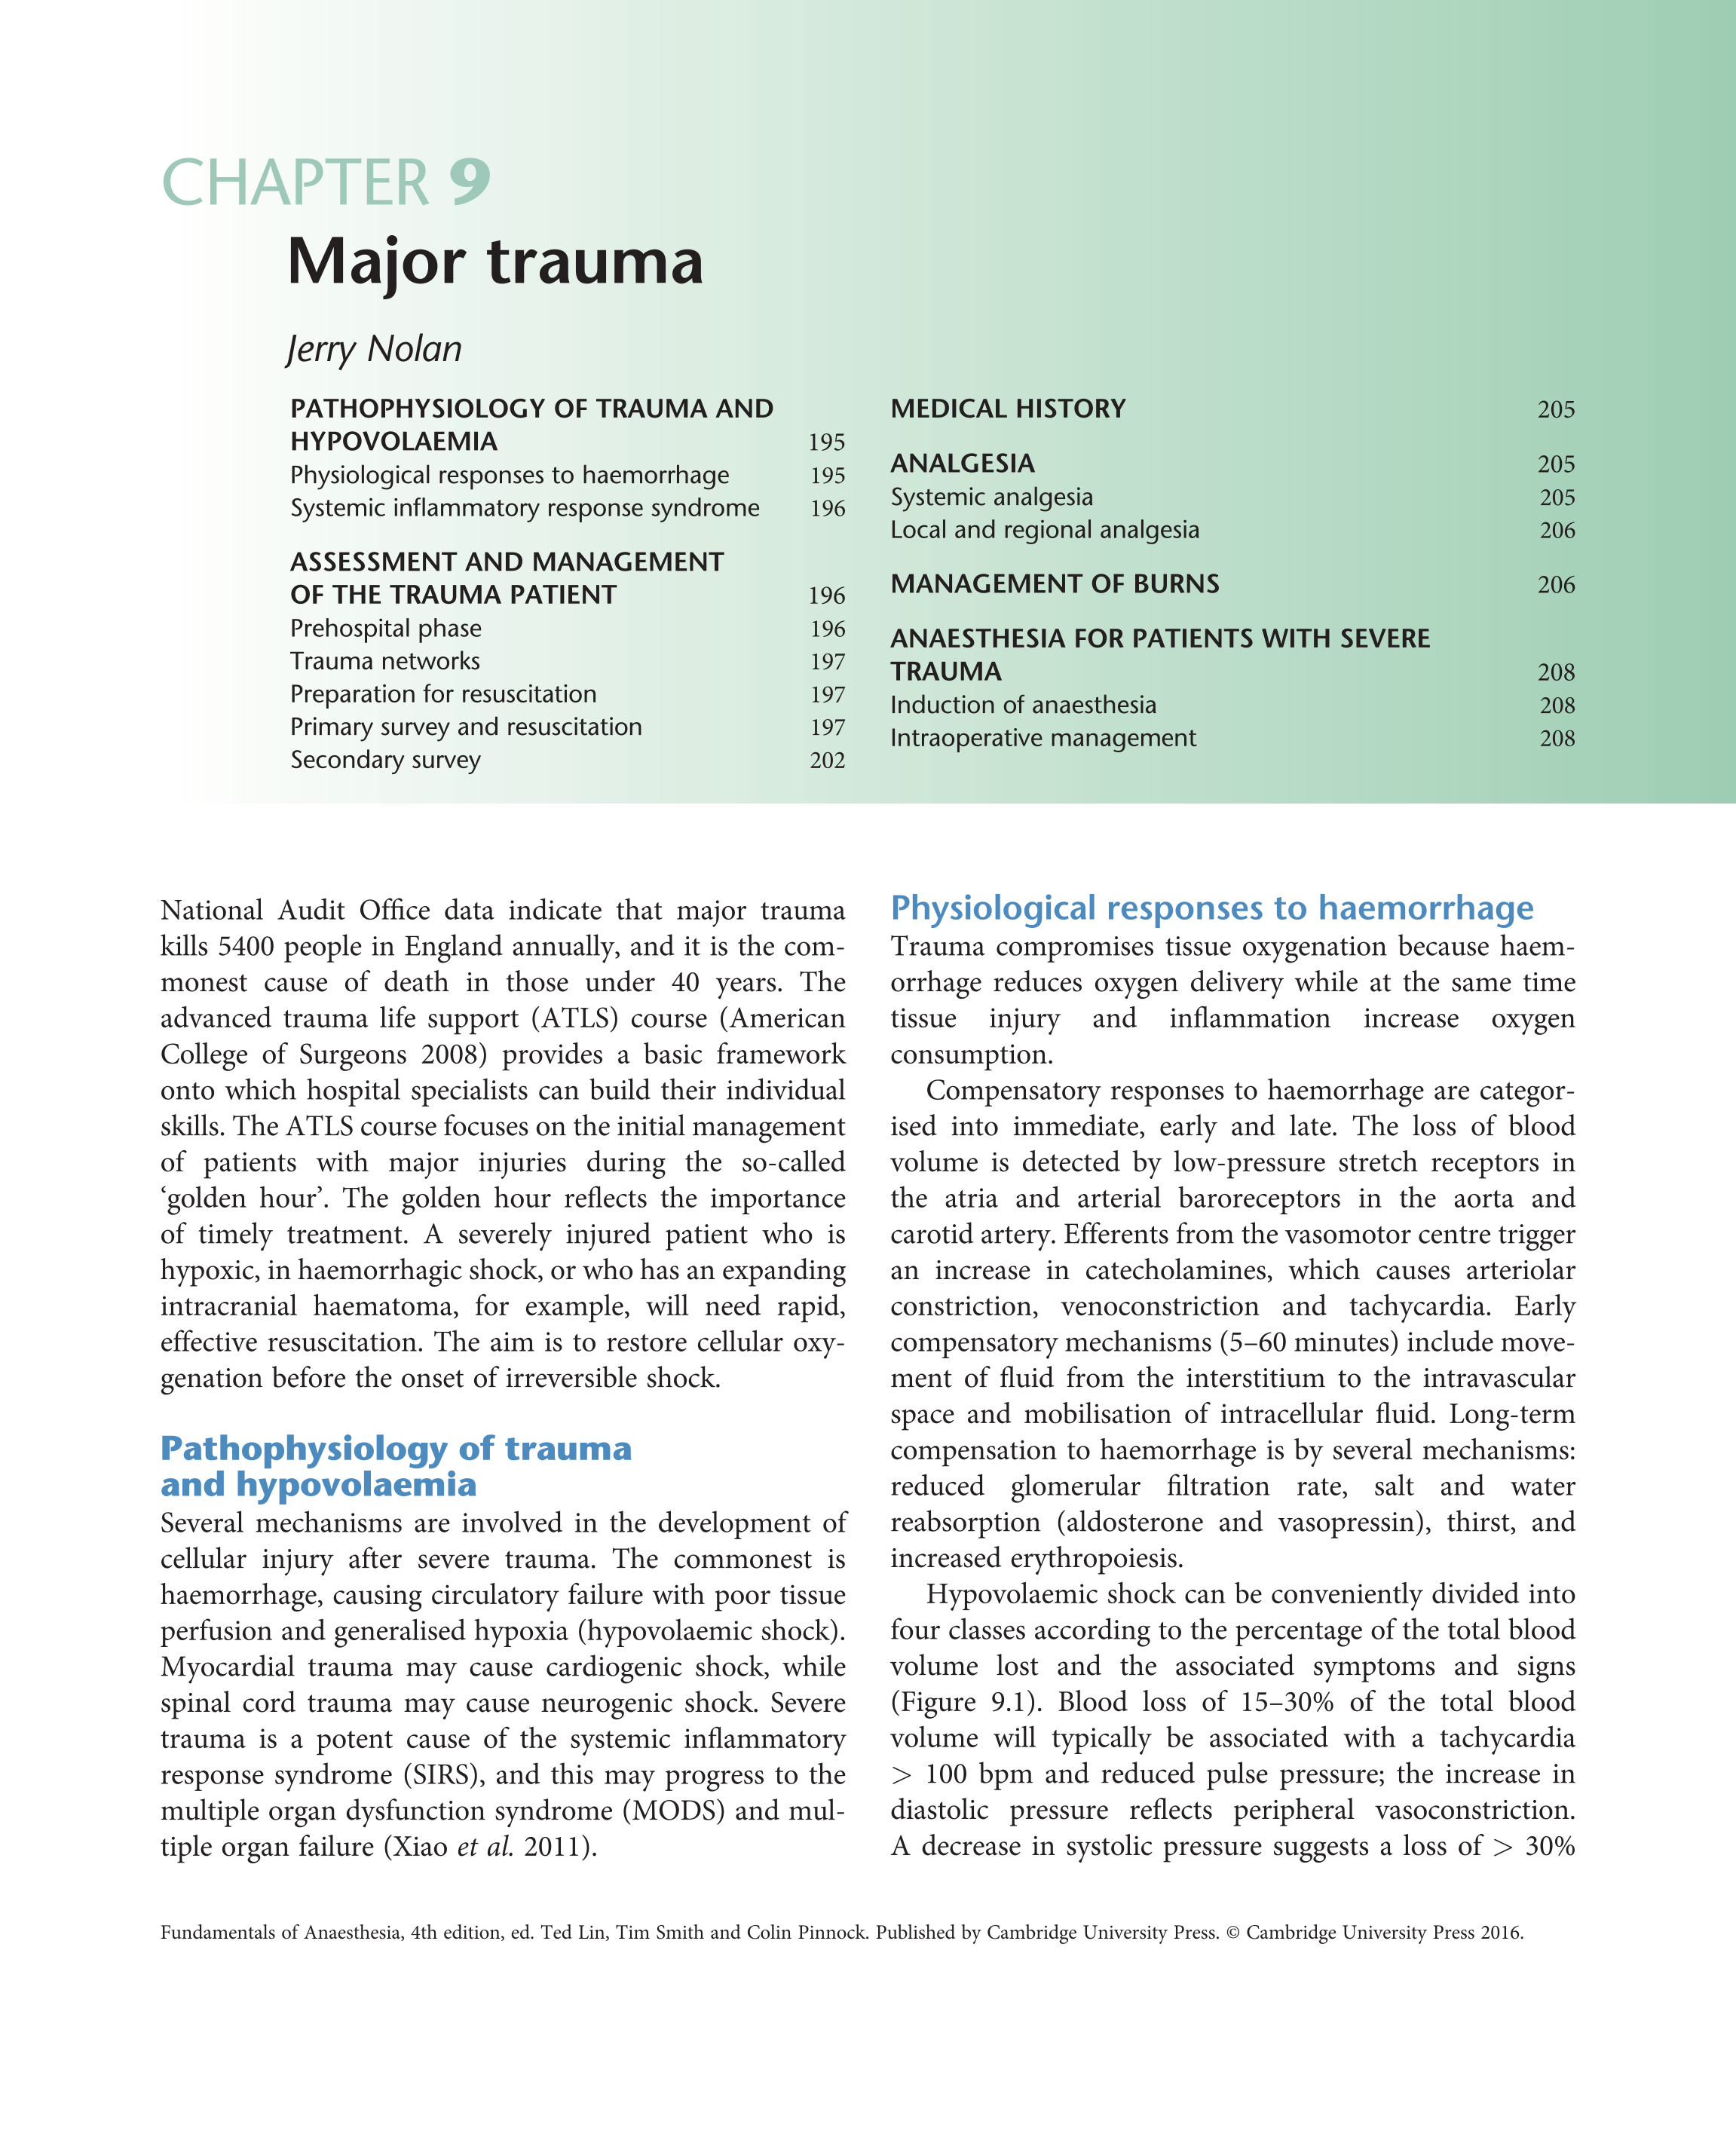 CHAPTER 9
Major trauma
Jerry Nolan
PATHOPHYSIOLOGY OF TRAUMA AND
HYPOVOLAEMIA 195
Physiological responses to haemorrhage 195
Systemic inflammatory response syndrome 196
ASSESSMENT AND MANAGEMENT
OF THE TRAUMA PATIENT 196
Prehospital phase 196
Trauma networks 197
Preparation for resuscitation 197
Primary survey and resuscitation 197
Secondary survey 202
MEDICAL HISTORY 205
ANALGESIA 205
Systemic analgesia 205
Local and regional analgesia 206
MANAGEMENT OF BURNS 206
ANAESTHESIA FOR PATIENTS WITH SEVERE
TRAUMA 208
Induction of anaesthesia 208
Intraoperative management 208
National Audit Office data indicate that major trauma
kills 5400 people in England annually, and it is the com-
monest cause of death in those under 40 years. The
advanced trauma life support (ATLS) course (American
College of Surgeons 2008) provides a basic framework
onto which hospital specialists can build their individual
skills. The ATLS course focuses on the initial management
of patients with major injuries during the so-called
‘golden hour’. The golden hour reflects the importance
of timely treatment. A severely injured patient who is
hypoxic, in haemorrhagic shock, or who has an expanding
intracranial haematoma, for example, will need rapid,
effective resuscitation. The aim is to restore cellular oxy-
genation before the onset of irreversible shock.
Pathophysiology of trauma
and hypovolaemia
Several mechanisms are involved in the development of
cellular injury after severe trauma. The commonest is
haemorrhage, causing circulatory failure with poor tissue
perfusion and generalised hypoxia (hypovolaemic shock).
Myocardial trauma may cause cardiogenic shock, while
spinal cord trauma may cause neurogenic shock. Severe
trauma is a potent cause of the systemic inflammatory
response syndrome (SIRS), and this may progress to the
multiple organ dysfunction syndrome (MODS) and mul-
tiple organ failure (Xiao et al. 2011).
Physiological responses to haemorrhage
Trauma compromises tissue oxygenation because haem-
orrhage reduces oxygen delivery while at the same time
tissue injury and inflammation increase oxygen
consumption.
Compensatory responses to haemorrhage are categor-
ised into immediate, early and late. The loss of blood
volume is detected by low-pressure stretch receptors in
the atria and arterial baroreceptors in the aorta and
carotid artery. Efferents from the vasomotor centre trigger
an increase in catecholamines, which causes arteriolar
constriction, venoconstriction and tachycardia. Early
compensatory mechanisms (5–60 minutes) include move-
ment of fluid from the interstitium to the intravascular
space and mobilisation of intracellular fluid. Long-term
compensation to haemorrhage is by several mechanisms:
reduced glomerular filtration rate, salt and water
reabsorption (aldosterone and vasopressin), thirst, and
increased erythropoiesis.
Hypovolaemic shock can be conveniently divided into
four classes according to the percentage of the total blood
volume lost and the associated symptoms and signs
(Figure 9.1). Blood loss of 15–30% of the total blood
volume will typically be associated with a tachycardia
> 100 bpm and reduced pulse pressure; the increase in
diastolic pressure reflects peripheral vasoconstriction.
A decrease in systolic pressure suggests a loss of > 30%
Fundamentals of Anaesthesia, 4th edition, ed. Ted Lin, Tim Smith and Colin Pinnock. Published by Cambridge University Press. © Cambridge University Press 2016.